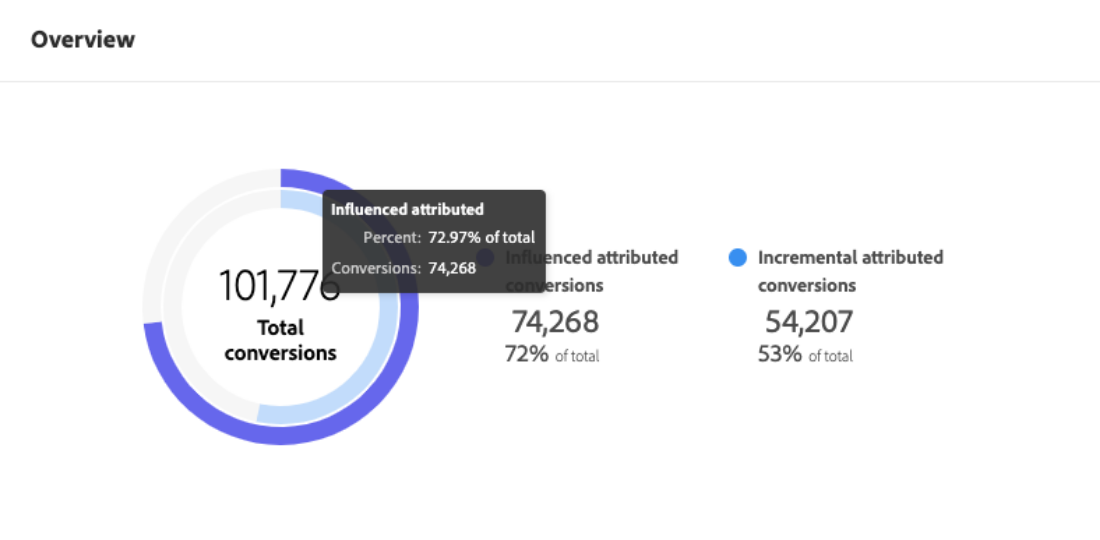 Overview
101,776
Total
conversions
Influenced attributed
Percent: 72.97% of total
Conversions: 74,268
Influenced attributed
conversions
74,268
72% of total
Incremental attributed
conversions
54,207
53% of total